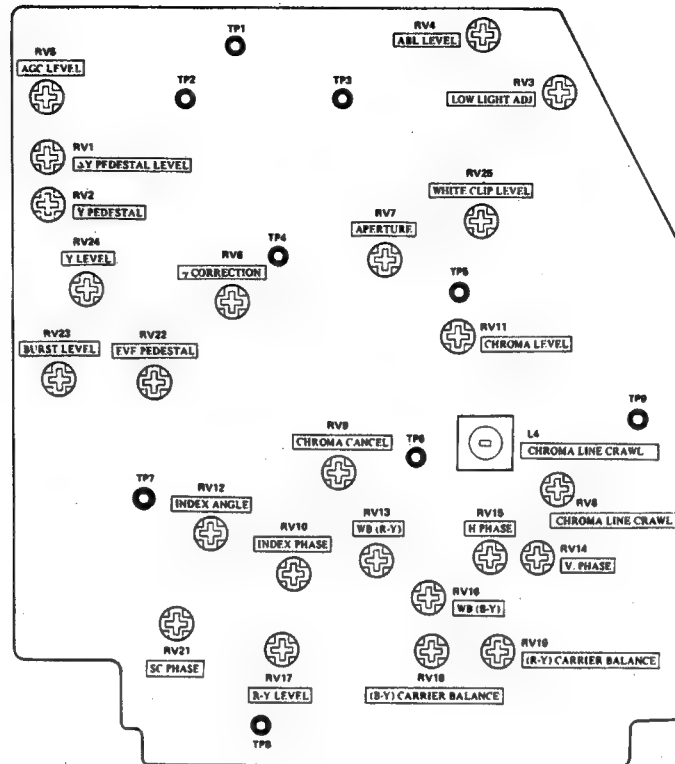 TP1
RV4
ABL LEVEL
RV5
AGC LEVEL
TP2
TP3
RV3
LOW LIGHT ADJ
RV1
ΔY PEDESTAL LEVEL
RV2
Y PEDESTAL
RV25
WHITE CLIP LEVEL
RV7
APERTURE
RV24
Y LEVEL
TP4
RV6
γ CORRECTION
TP5
RV11
CHROMA LEVEL
RV23
BURST LEVEL
RV22
EVF PEDESTAL
TP9
RV9
CHROMA CANCEL
TP6
L4
CHROMA LINE CRAWL
TP7
RV12
INDEX ANGLE
RV8
CHROMA LINE CRAWL
RV13
WB (R-Y)
RV15
H PHASE
RV10
INDEX PHASE
RV14
V. PHASE
RV16
WB (B-Y)
RV21
SC PHASE
RV17
R-Y LEVEL
RV18
(B-Y) CARRIER BALANCE
RV19
(R-Y) CARRIER BALANCE
TP8